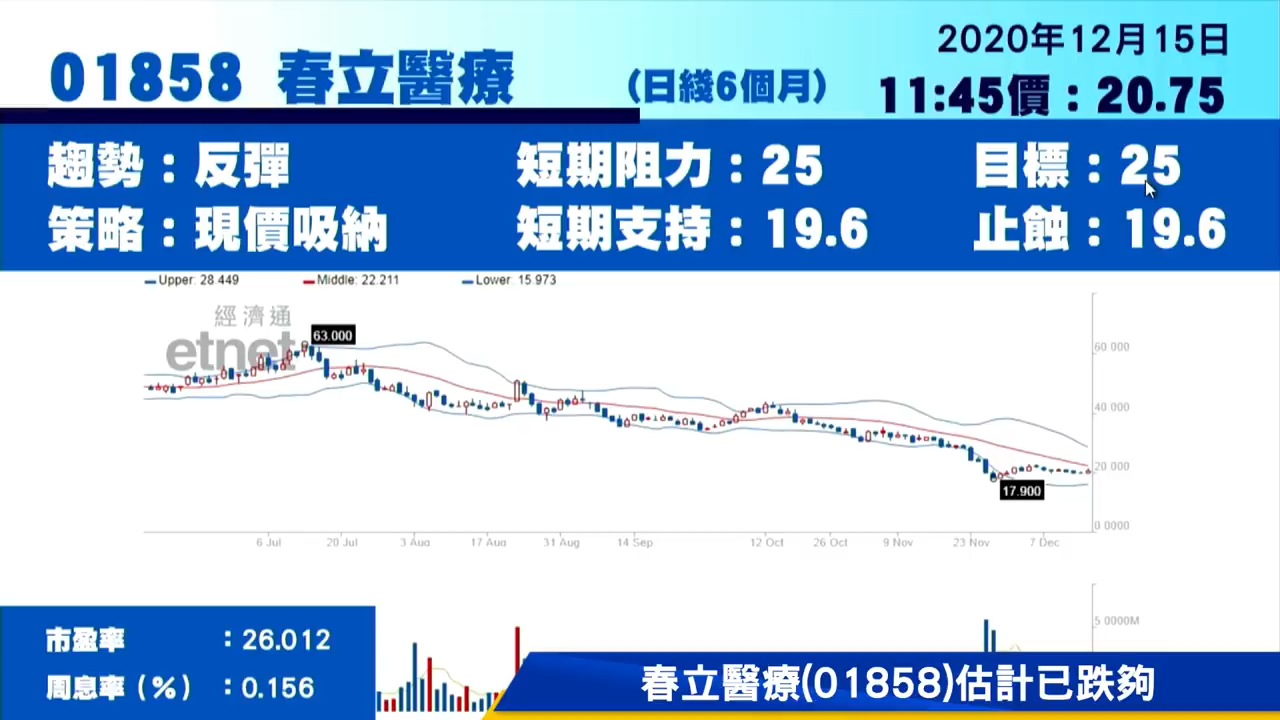 2020年12月15日
01858 春立醫療
(日綫6個月)
11:45價：20.75
趨勢：反彈
短期阻力：25
目標：25
策略：現價吸納
短期支持：19.6
止蝕：19.6
Upper: 28.449
Middle: 22.211
Lower: 15.973
經濟通
etnet
63.000
60 000
40 000
20 000
17.900
0 0000
6 Jul
20 Jul
3 Aug
17 Aug
31 Aug
14 Sep
12 Oct
26 Oct
9 Nov
23 Nov
7 Dec
5 0000M
市盈率：26.012
周息率（%）：0.156
春立醫療(01858)估計已跌夠